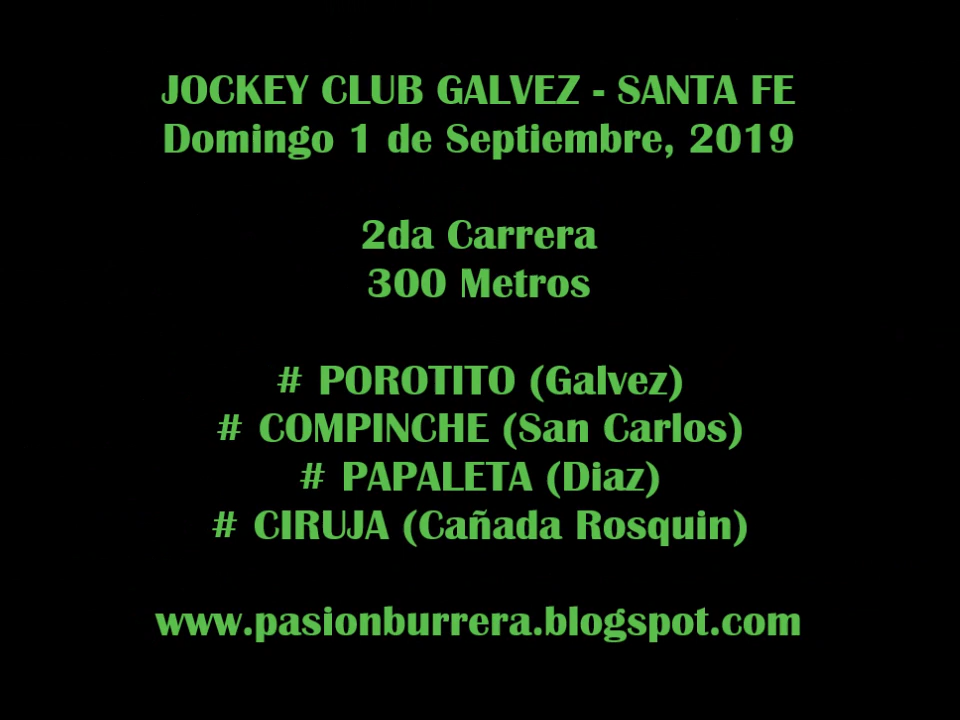 JOCKEY CLUB GALVEZ - SANTA FE
Domingo 1 de Septiembre, 2019
2da Carrera
300 Metros
# POROTITO (Galvez)
# COMPINCHE (San Carlos)
# PAPALETA (Diaz)
# CIRUJA (Cañada Rosquin)
www.pasionburrera.blogspot.com